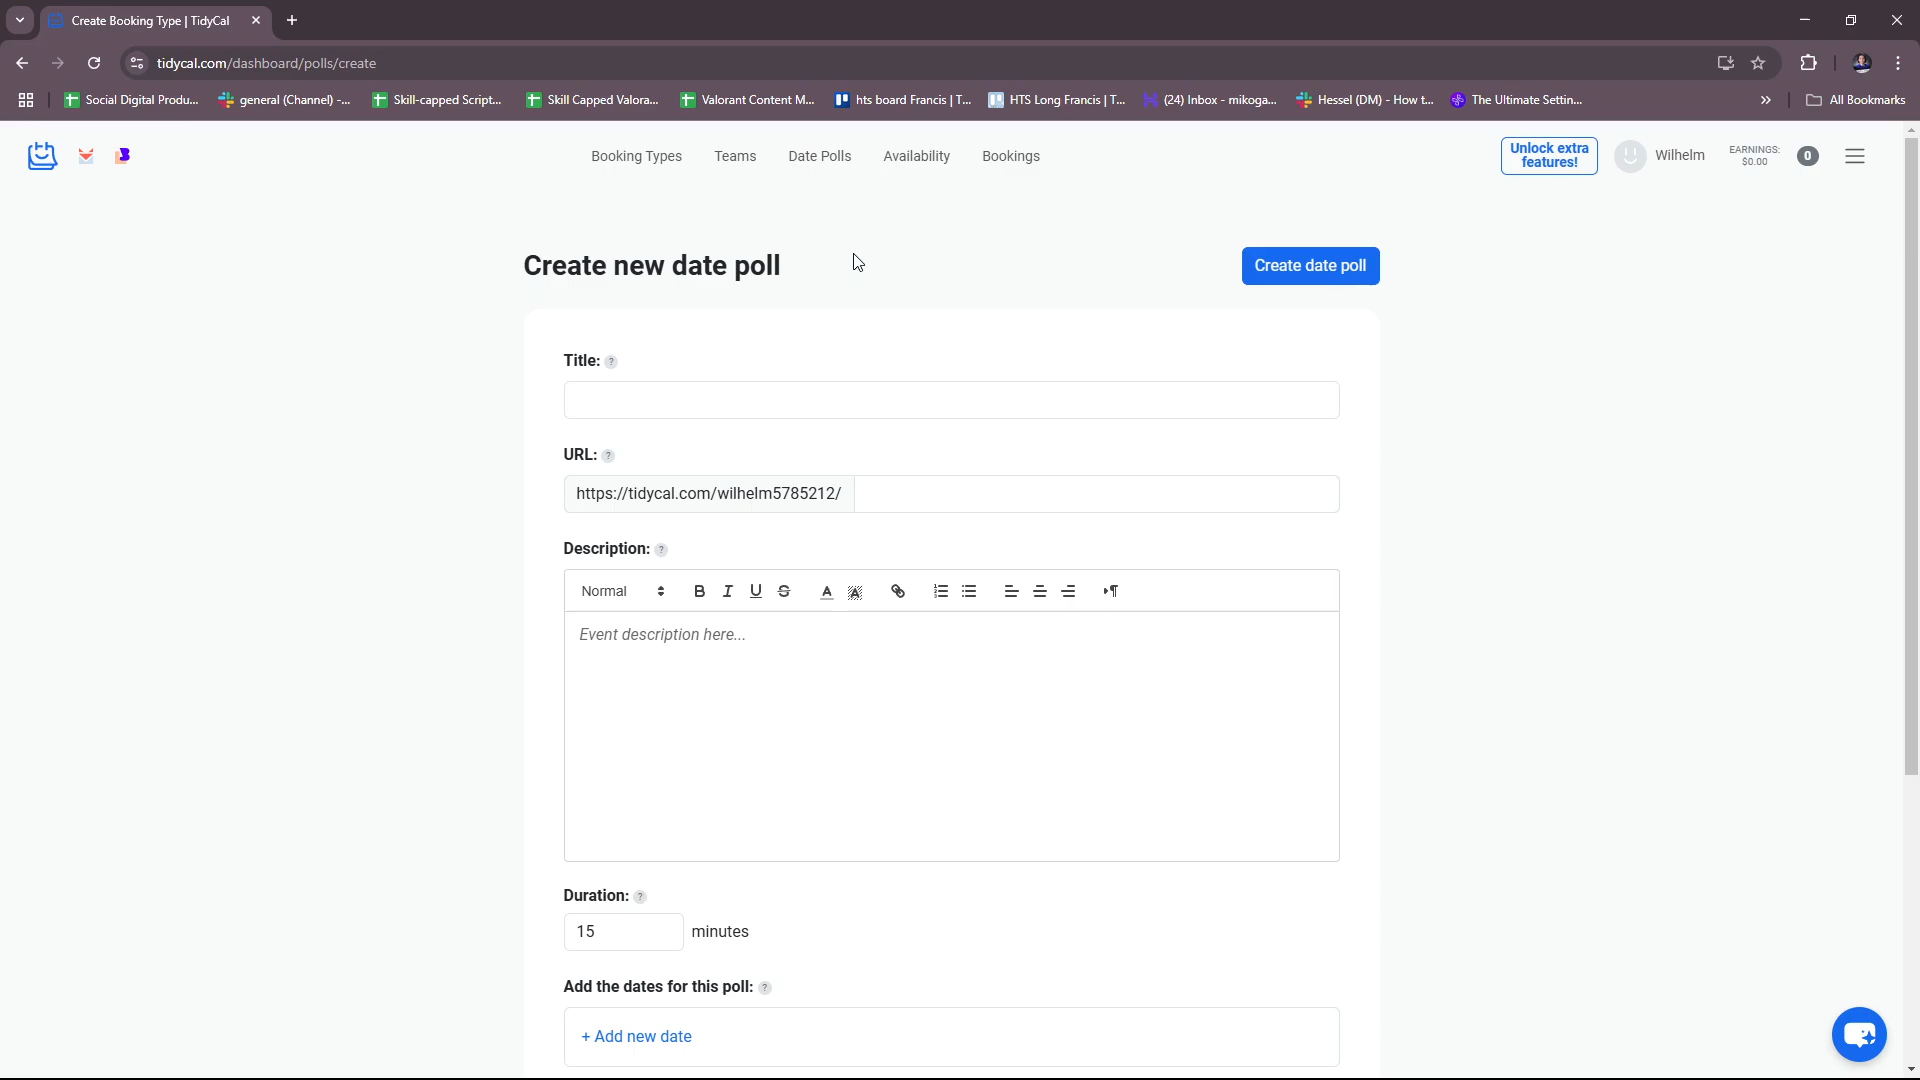 Create Booking Type | TidyCal
tidycal.com/dashboard/polls/create
Social Digital Produ... general (Channel) -... Skill-capped Script... Skill Capped Valora... Valorant Content M... hts board Francis | T... HTS Long Francis | T... (24) Inbox - mikoga... Hessel (DM) - How t... The Ultimate Settin... » All Bookmarks
Booking Types Teams Date Polls Availability Bookings
Unlock extra
features!
Wilhelm
EARNINGS:
$0.00
0
Create new date poll
Create date poll
Title: ?
URL: ?
https://tidycal.com/wilhelm5785212/
Description: ?
Normal B I U S A A
Event description here...
Duration: ?
15 minutes
Add the dates for this poll: ?
+ Add new date